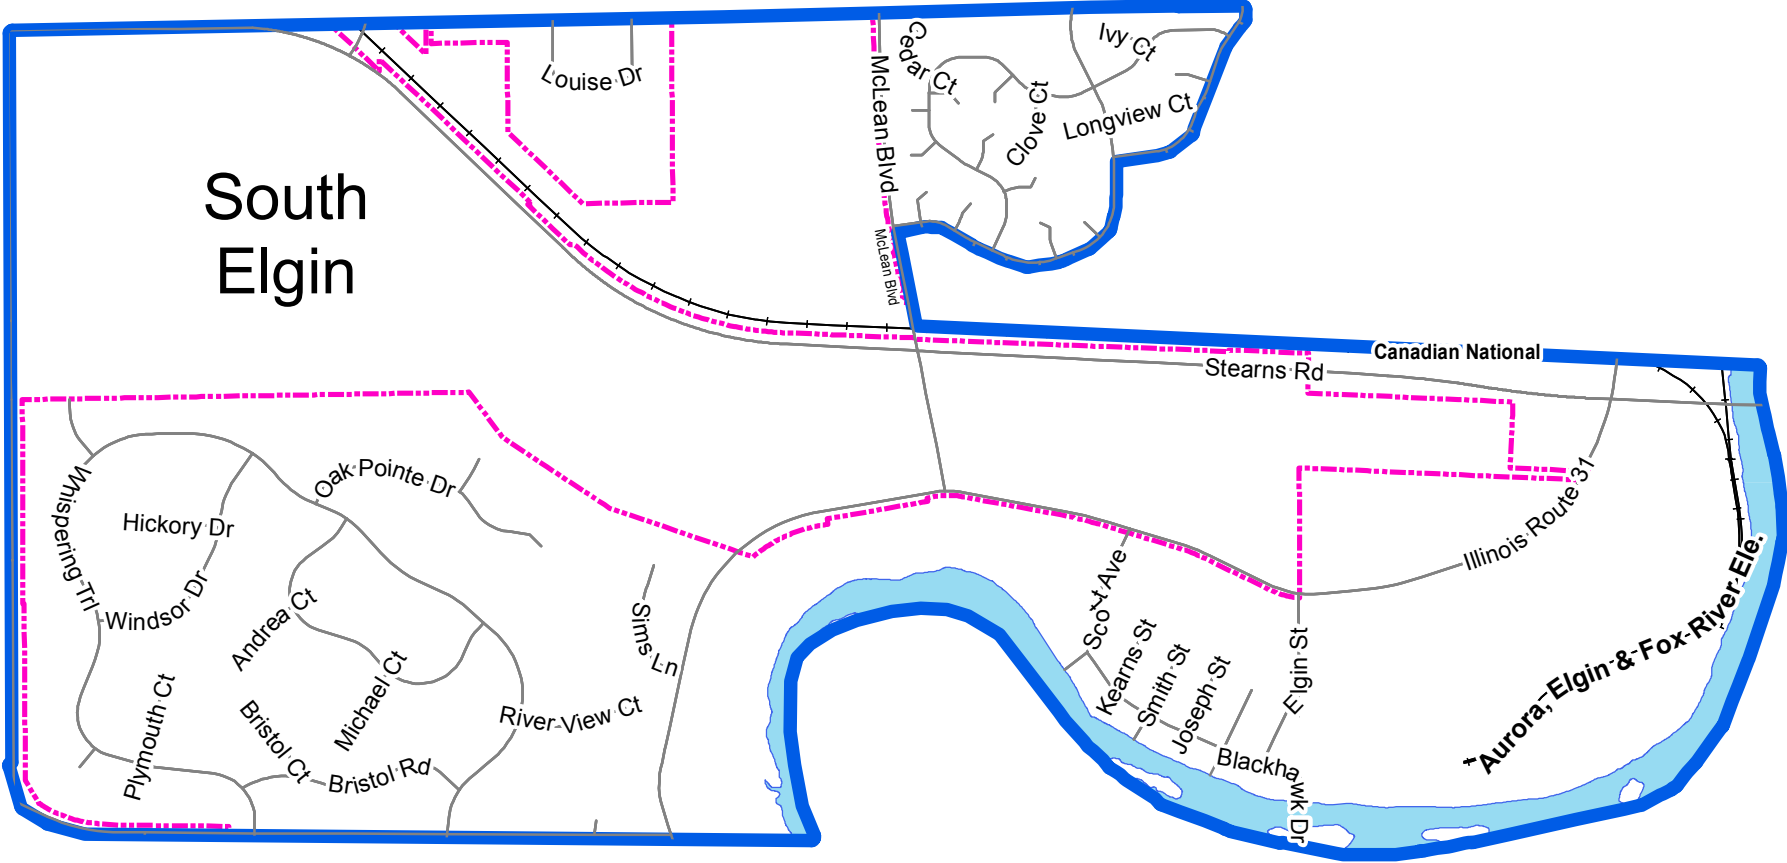 Cedar Ct
Ivy Ct
Louise Dr
McLean Blvd
Clove Ct
Longview Ct
South
Elgin
McLean Blvd
Canadian National
Stearns Rd
Whispering Trl
Oak Pointe Dr
Hickory Dr
Illinois Route 31
Windsor Dr
Andrea Ct
Sims Ln
Scott Ave
Kearns St
Smith St
Joseph St
Elgin St
Aurora, Elgin & Fox River Ele.
Plymouth Ct
Bristol Ct
Michael Ct
River View Ct
Bristol Rd
Blackhawk Dr